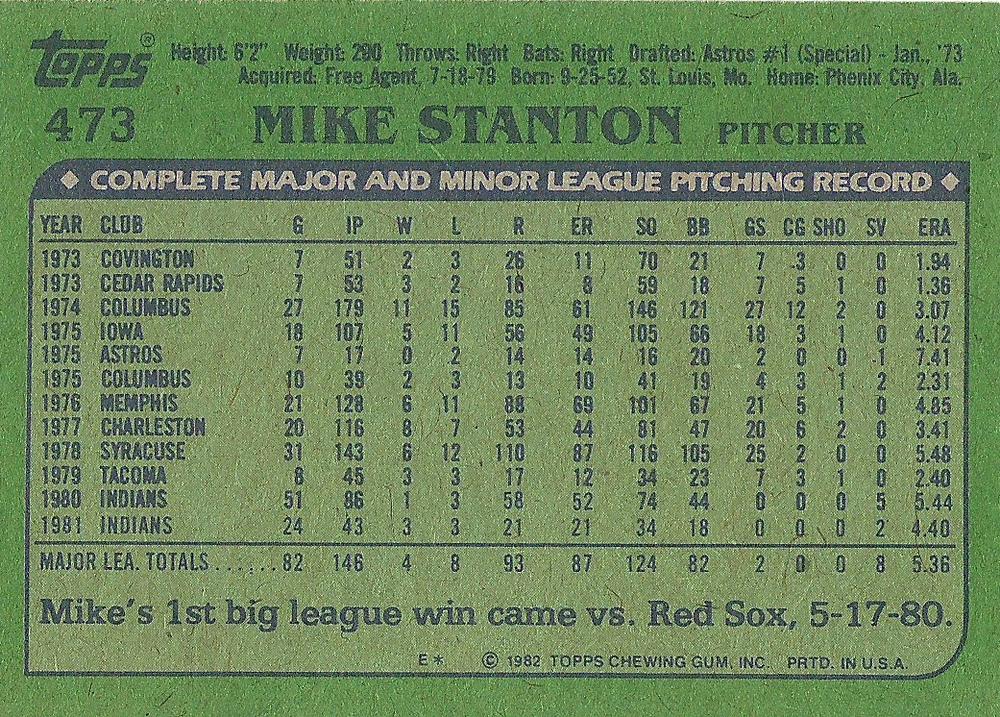 Topps® Height: 6'2" Weight: 200 Throws: Right Bats: Right Drafted: Astros #1 (Special) - Jan., '73
Acquired: Free Agent, 7-18-79 Born: 9-25-52, St. Louis, Mo. Home: Phenix City, Ala.
473 MIKE STANTON PITCHER
◆ COMPLETE MAJOR AND MINOR LEAGUE PITCHING RECORD ◆
YEAR CLUB G IP W L R ER SO BB GS CG SHO SV ERA
1973 COVINGTON 7 51 2 3 26 11 70 21 7 3 0 0 1.94
1973 CEDAR RAPIDS 7 53 3 2 16 8 59 18 7 5 1 0 1.36
1974 COLUMBUS 27 179 11 15 85 61 146 121 27 12 2 0 3.07
1975 IOWA 18 107 5 11 56 49 105 66 18 3 1 0 4.12
1975 ASTROS 7 17 0 2 14 14 16 20 2 0 0 1 7.41
1975 COLUMBUS 10 39 2 3 13 10 41 19 4 3 1 2 2.31
1976 MEMPHIS 21 128 6 11 88 69 101 67 21 5 1 0 4.85
1977 CHARLESTON 20 116 8 7 53 44 81 47 20 6 2 0 3.41
1978 SYRACUSE 31 143 6 12 110 87 116 105 25 2 0 0 5.48
1979 TACOMA 8 45 3 3 17 12 34 23 7 3 1 0 2.40
1980 INDIANS 51 86 1 3 58 52 74 44 0 0 0 5 5.44
1981 INDIANS 24 43 3 3 21 21 34 18 0 0 0 2 4.40
MAJOR LEA. TOTALS......82 146 4 8 93 87 124 82 2 0 0 8 5.36
Mike's 1st big league win came vs. Red Sox, 5-17-80.
E* © 1982 TOPPS CHEWING GUM, INC. PRTD. IN U.S.A.